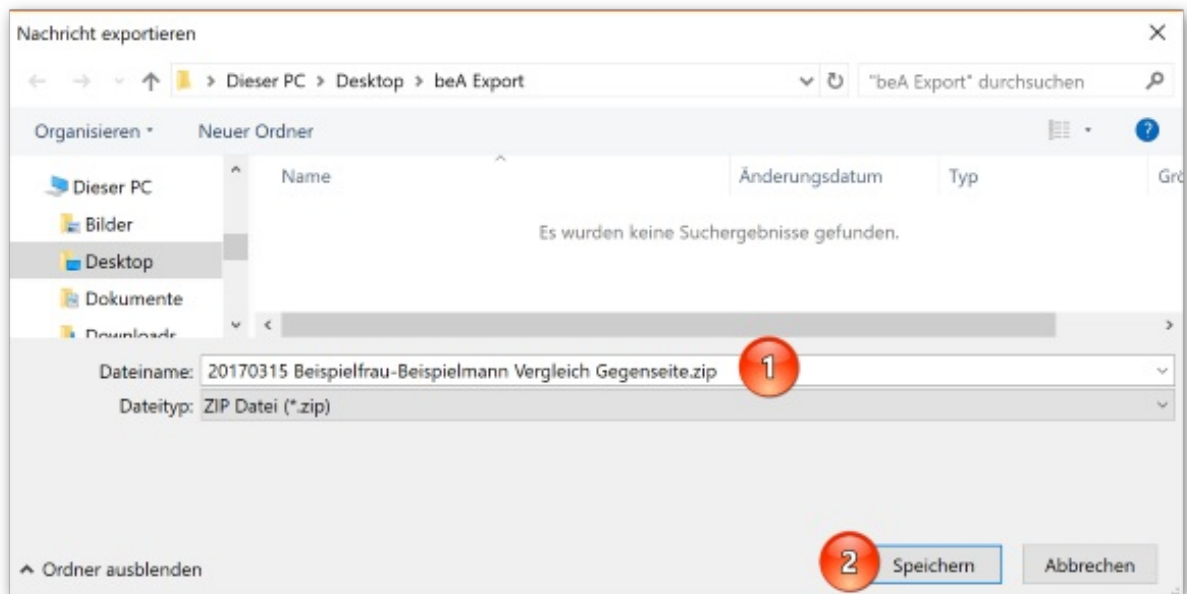 Nachricht exportieren
Dieser PC > Desktop > beA Export
"beA Export" durchsuchen
Organisieren
Neuer Ordner
?
Name
Änderungsdatum
Typ
Grö
Dieser PC
Bilder
Desktop
Dokumente
Downloads
Es wurden keine Suchergebnisse gefunden.
Dateiname: 20170315 Beispielfrau-Beispielmann Vergleich Gegenseite.zip
1
Dateityp: ZIP Datei (*.zip)
Ordner ausblenden
2
Speichern
Abbrechen